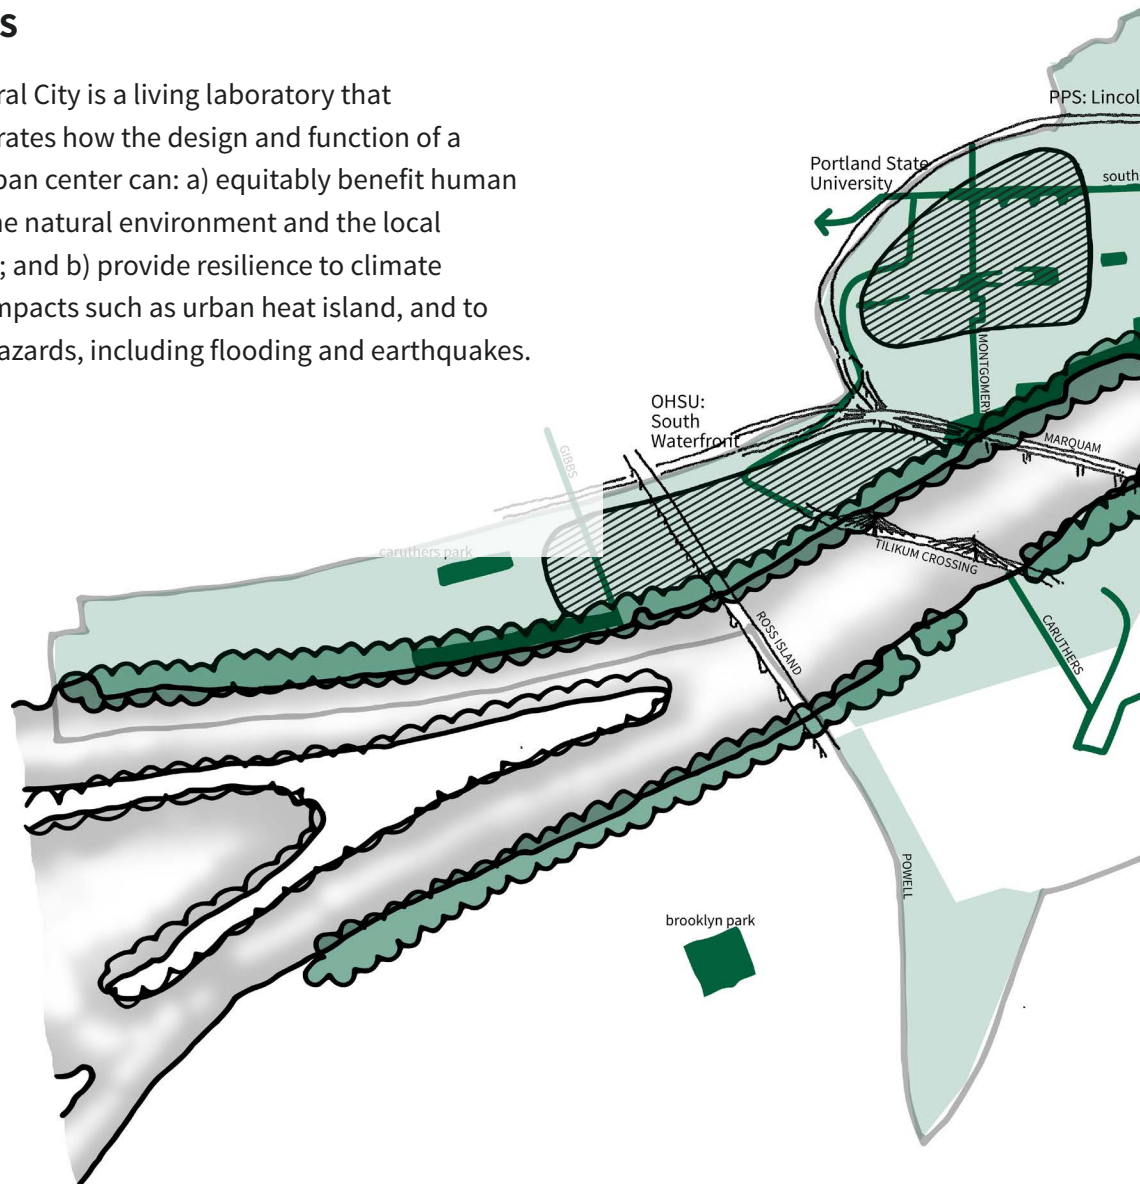 s
ral City is a living laboratory that
rates how the design and function of a
ban center can: a) equitably benefit human
he natural environment and the local
; and b) provide resilience to climate
mpacts such as urban heat island, and to
azards, including flooding and earthquakes.
PPS: Lincol
Portland State
University
south
MONTGOMERY
OHSU:
South
Waterfront
MARQUAM
GIBBS
caruthers park
TILIKUM CROSSING
ROSS ISLAND
CARUTHERS
POWELL
brooklyn park